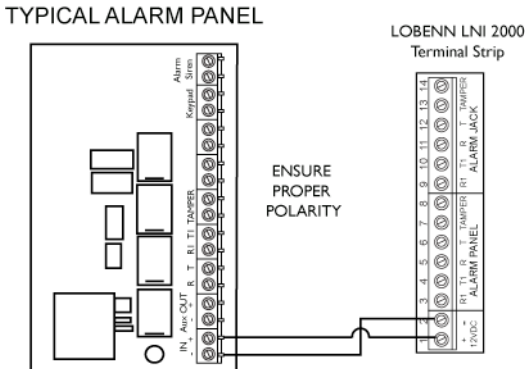 TYPICAL ALARM PANEL
LOBENN LNI 2000
Terminal Strip
Alarm
Siren
Keypad
TAMPER
R1 T1
R T
Aux OUT
- +
IN
- +
ENSURE
PROPER
POLARITY
14
13
12
11
10
9
8
7
6
5
4
3
2
1
R1 T1 R T TAMPER
ALARM JACK
R1 T1 R T TAMPER
ALARM PANEL
+ -
12VDC